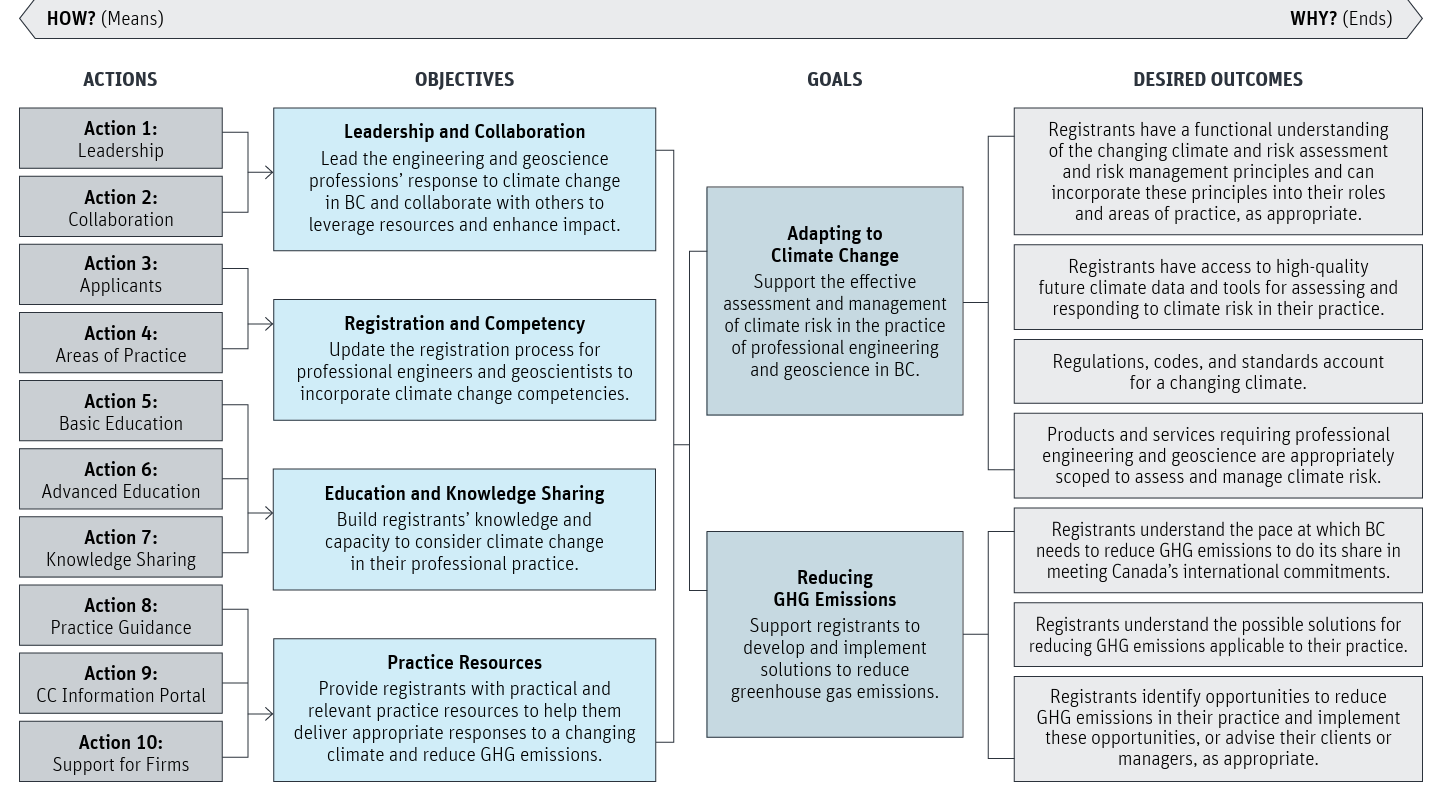 HOW? (Means)
WHY? (Ends)
ACTIONS
OBJECTIVES
GOALS
DESIRED OUTCOMES
Action 1:
Leadership
Action 2:
Collaboration
Action 3:
Applicants
Action 4:
Areas of Practice
Action 5:
Basic Education
Action 6:
Advanced Education
Action 7:
Knowledge Sharing
Action 8:
Practice Guidance
Action 9:
CC Information Portal
Action 10:
Support for Firms
Leadership and Collaboration
Lead the engineering and geoscience
professions’ response to climate change
in BC and collaborate with others to
leverage resources and enhance impact.
Registration and Competency
Update the registration process for
professional engineers and geoscientists to
incorporate climate change competencies.
Education and Knowledge Sharing
Build registrants’ knowledge and
capacity to consider climate change
in their professional practice.
Practice Resources
Provide registrants with practical and
relevant practice resources to help them
deliver appropriate responses to a changing
climate and reduce GHG emissions.
Adapting to
Climate Change
Support the effective
assessment and management
of climate risk in the practice
of professional engineering
and geoscience in BC.
Reducing
GHG Emissions
Support registrants to
develop and implement
solutions to reduce
greenhouse gas emissions.
Registrants have a functional understanding
of the changing climate and risk assessment
and risk management principles and can
incorporate these principles into their roles
and areas of practice, as appropriate.
Registrants have access to high-quality
future climate data and tools for assessing and
responding to climate risk in their practice.
Regulations, codes, and standards account
for a changing climate.
Products and services requiring professional
engineering and geoscience are appropriately
scoped to assess and manage climate risk.
Registrants understand the pace at which BC
needs to reduce GHG emissions to do its share in
meeting Canada’s international commitments.
Registrants understand the possible solutions for
reducing GHG emissions applicable to their practice.
Registrants identify opportunities to reduce
GHG emissions in their practice and implement
these opportunities, or advise their clients or
managers, as appropriate.